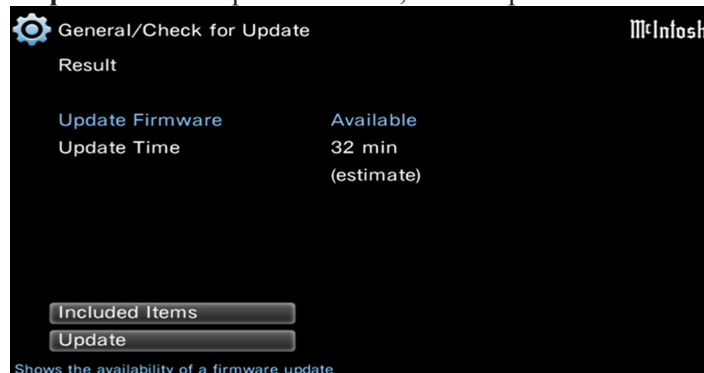 General/Check for Update
McIntosh
Result
Update Firmware Available
Update Time 32 min
(estimate)
Included Items
Update
Shows the availability of a firmware update